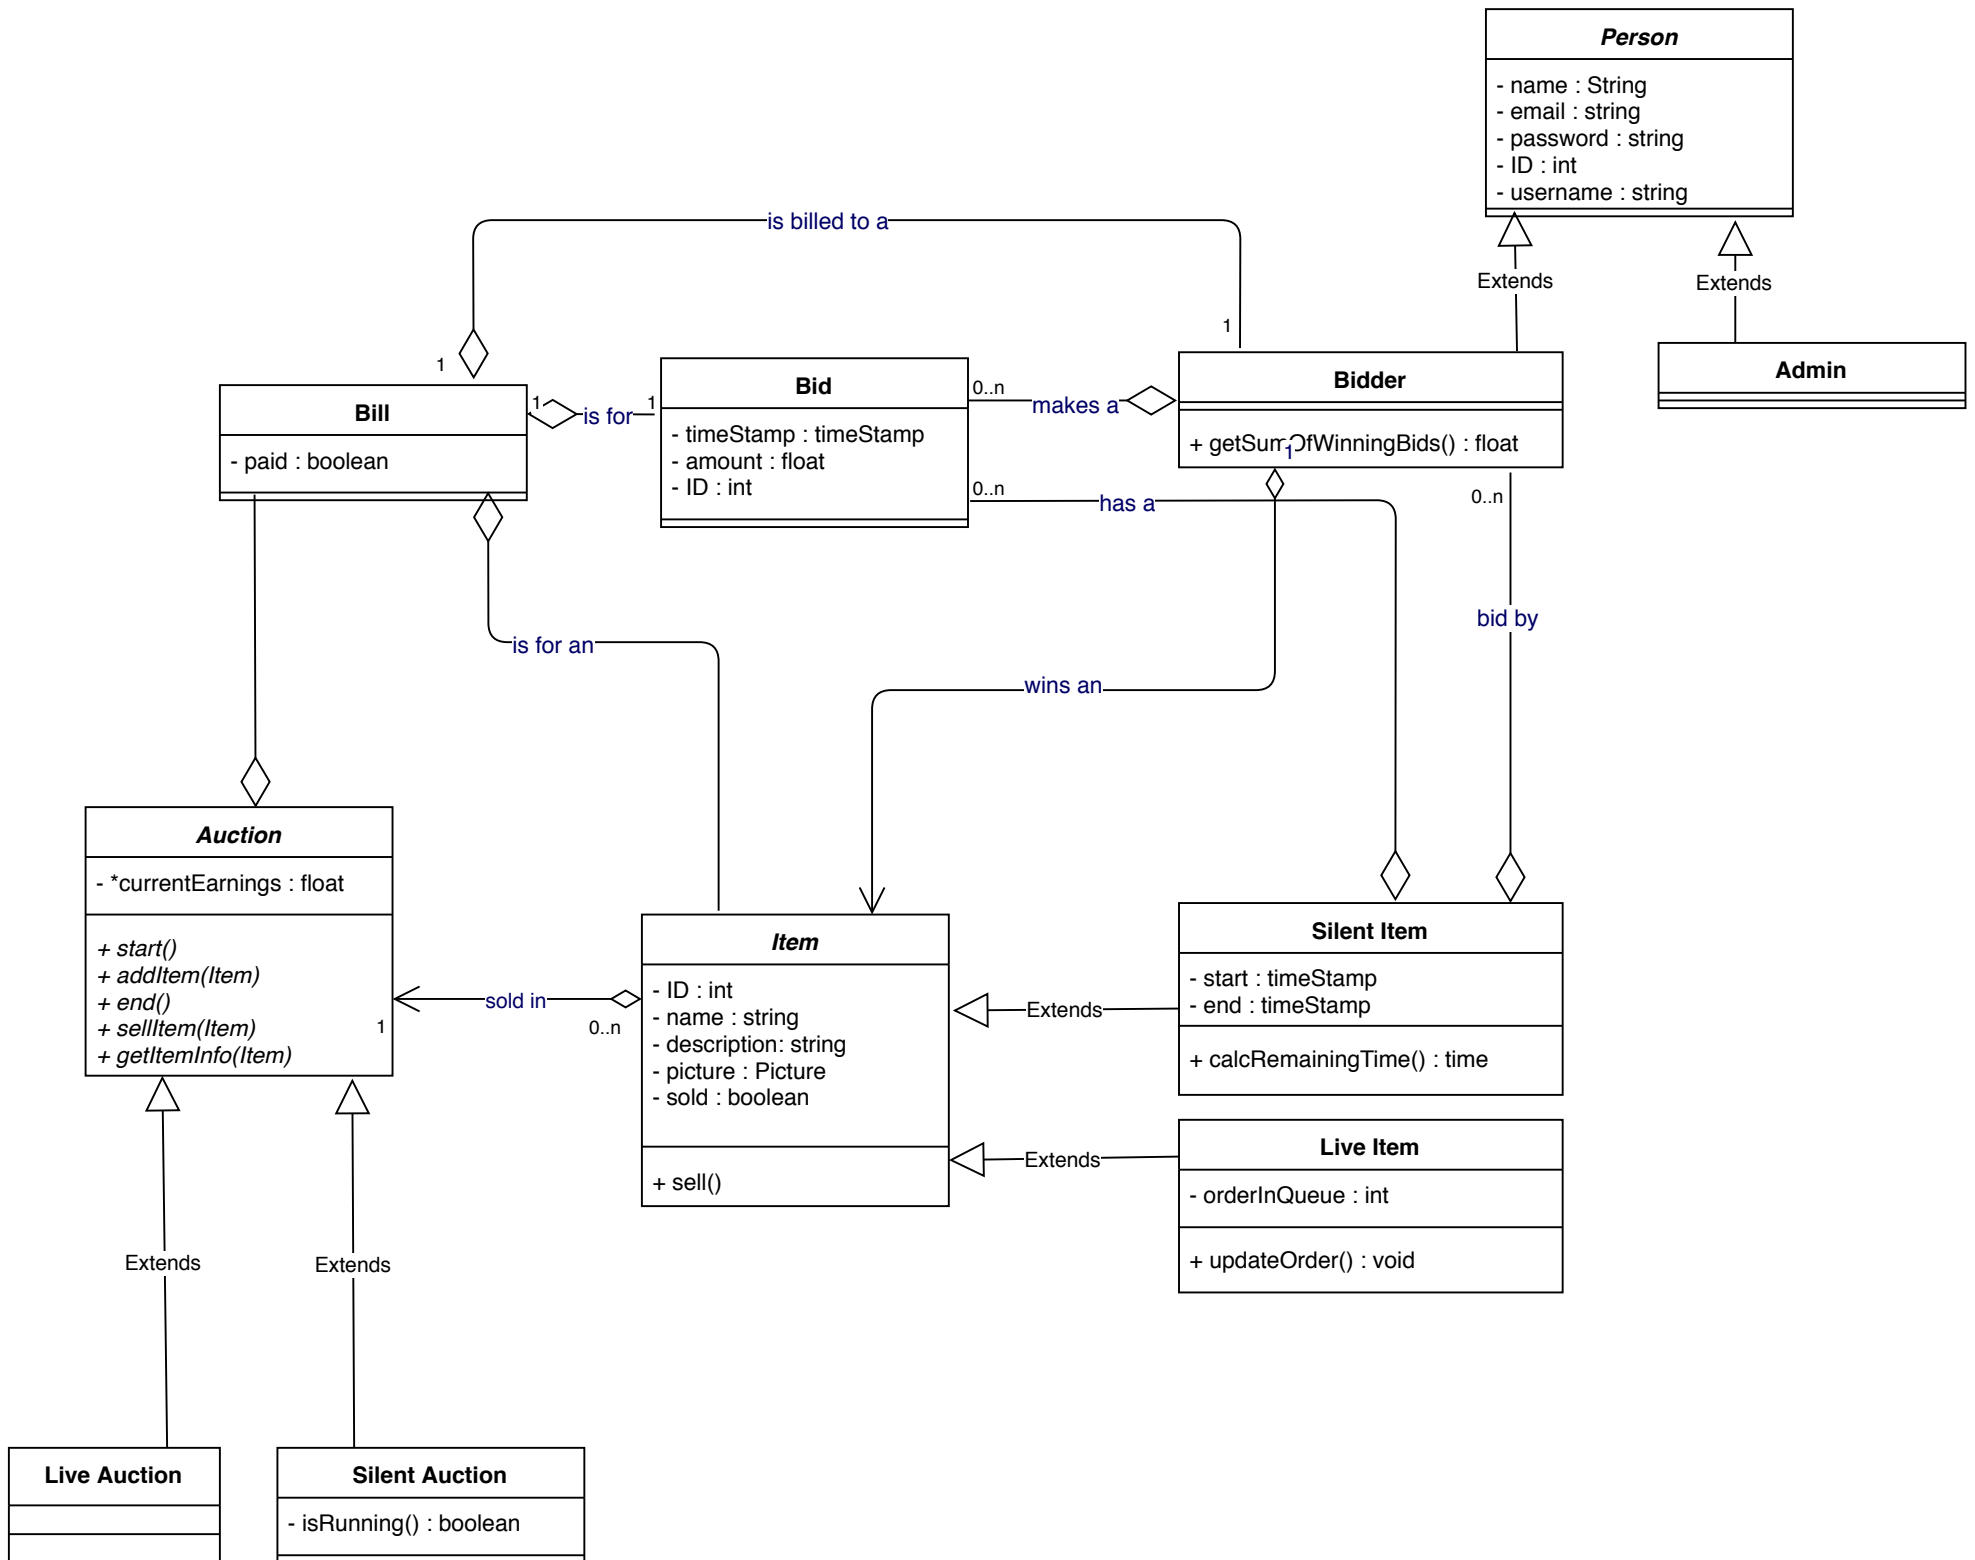 Person
- name : String
- email : string
- password : string
- ID : int
- username : string
is billed to a
Extends
Extends
1
1
Bill
- paid : boolean
1
is for
1
Bid
- timeStamp : timeStamp
- amount : float
- ID : int
0..n
makes a
0..n
has a
Bidder
+ getSumOfWinningBids() : float
1
0..n
Admin
bid by
is for an
wins an
Auction
- *currentEarnings : float
+ start()
+ addItem(Item)
+ end()
+ sellItem(Item)
+ getItemInfo(Item)
1
sold in
0..n
Item
- ID : int
- name : string
- description: string
- picture : Picture
- sold : boolean
+ sell()
Extends
Extends
Silent Item
- start : timeStamp
- end : timeStamp
+ calcRemainingTime() : time
Live Item
- orderInQueue : int
+ updateOrder() : void
Extends
Extends
Live Auction
Silent Auction
- isRunning() : boolean